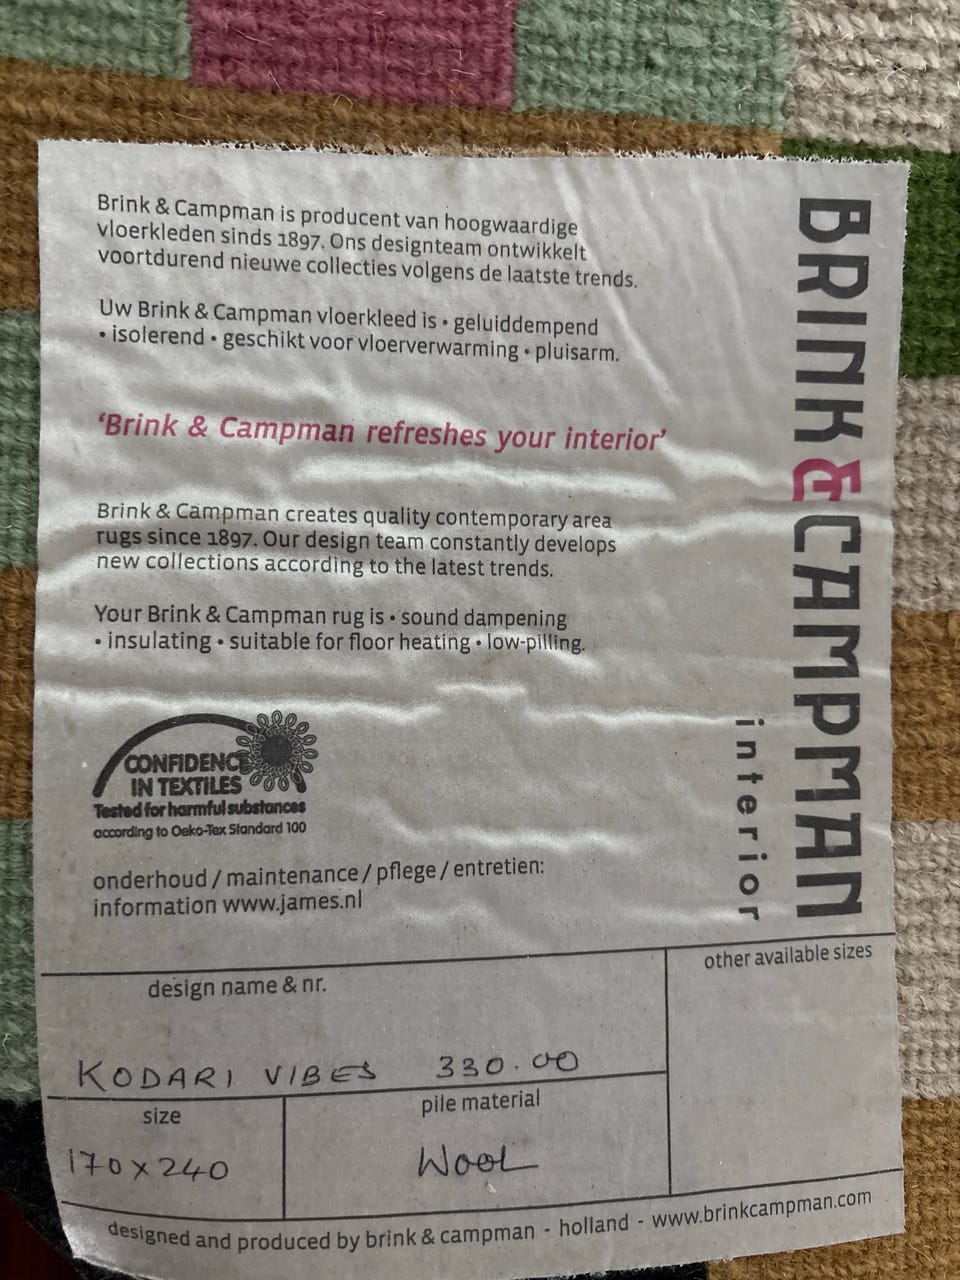 Brink & Campman is producent van hoogwaardige
vloerkleden sinds 1897. Ons designteam ontwikkelt
voortdurend nieuwe collecties volgens de laatste trends.
Uw Brink & Campman vloerkleed is • geluiddempend
• isolerend • geschikt voor vloerverwarming • pluisarm.
‘Brink & Campman refreshes your interior’
Brink & Campman creates quality contemporary area
rugs since 1897. Our design team constantly develops
new collections according to the latest trends.
Your Brink & Campman rug is • sound dampening
• insulating • suitable for floor heating • low-pilling.
CONFIDENCE
IN TEXTILES
Tested for harmful substances
according to Oeko-Tex Standard 100
onderhoud / maintenance / pflege / entretien:
information www.james.nl
BRINK & CAMPMAN
interior
design name & nr.
KODARI VIBES 330.00
other available sizes
size
170 x 240
pile material
Wool
designed and produced by brink & campman - holland - www.brinkcampman.com